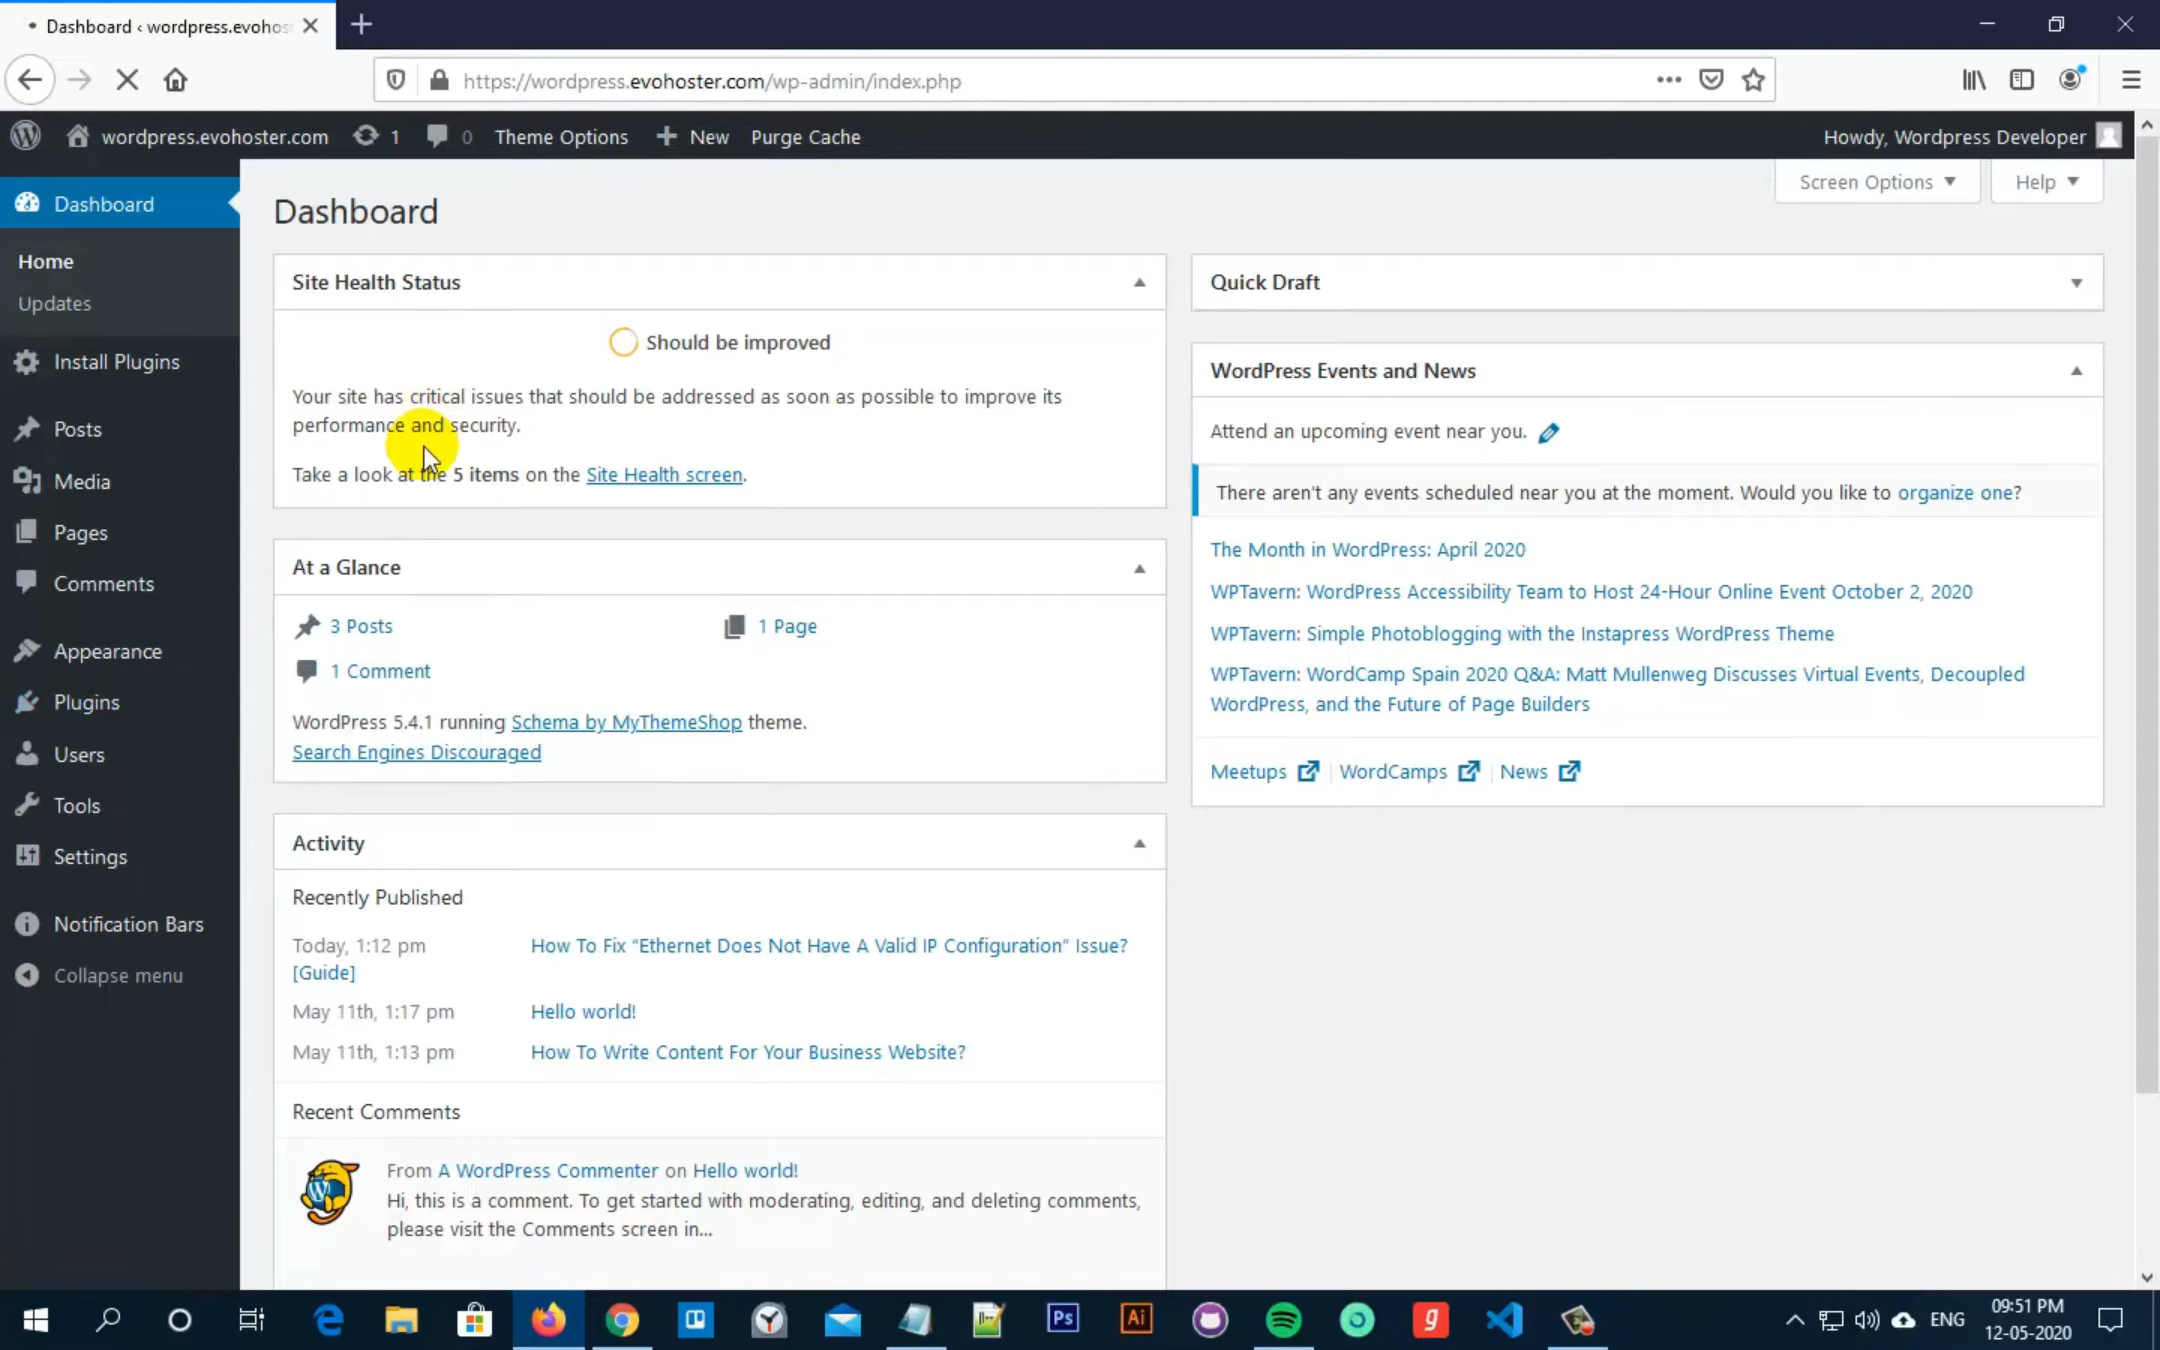 Dashboard ‹ wordpress.evohos
https://wordpress.evohoster.com/wp-admin/index.php
wordpress.evohoster.com 1 0 Theme Options New Purge Cache Howdy, Wordpress Developer
Screen Options Help
Dashboard
Home
Updates
Install Plugins
Posts
Media
Pages
Comments
Appearance
Plugins
Users
Tools
Settings
Notification Bars
Collapse menu
Dashboard
Site Health Status
Should be improved
Your site has critical issues that should be addressed as soon as possible to improve its
performance and security.
Take a look at the 5 items on the Site Health screen.
At a Glance
3 Posts 1 Page
1 Comment
WordPress 5.4.1 running Schema by MyThemeShop theme.
Search Engines Discouraged
Activity
Recently Published
Today, 1:12 pm How To Fix “Ethernet Does Not Have A Valid IP Configuration” Issue?
[Guide]
May 11th, 1:17 pm Hello world!
May 11th, 1:13 pm How To Write Content For Your Business Website?
Recent Comments
From A WordPress Commenter on Hello world!
Hi, this is a comment. To get started with moderating, editing, and deleting comments,
please visit the Comments screen in...
Quick Draft
WordPress Events and News
Attend an upcoming event near you.
There aren't any events scheduled near you at the moment. Would you like to organize one?
The Month in WordPress: April 2020
WPTavern: WordPress Accessibility Team to Host 24-Hour Online Event October 2, 2020
WPTavern: Simple Photoblogging with the Instapress WordPress Theme
WPTavern: WordCamp Spain 2020 Q&A: Matt Mullenweg Discusses Virtual Events, Decoupled
WordPress, and the Future of Page Builders
Meetups WordCamps News
Ps Ai g ENG 09:51 PM
12-05-2020